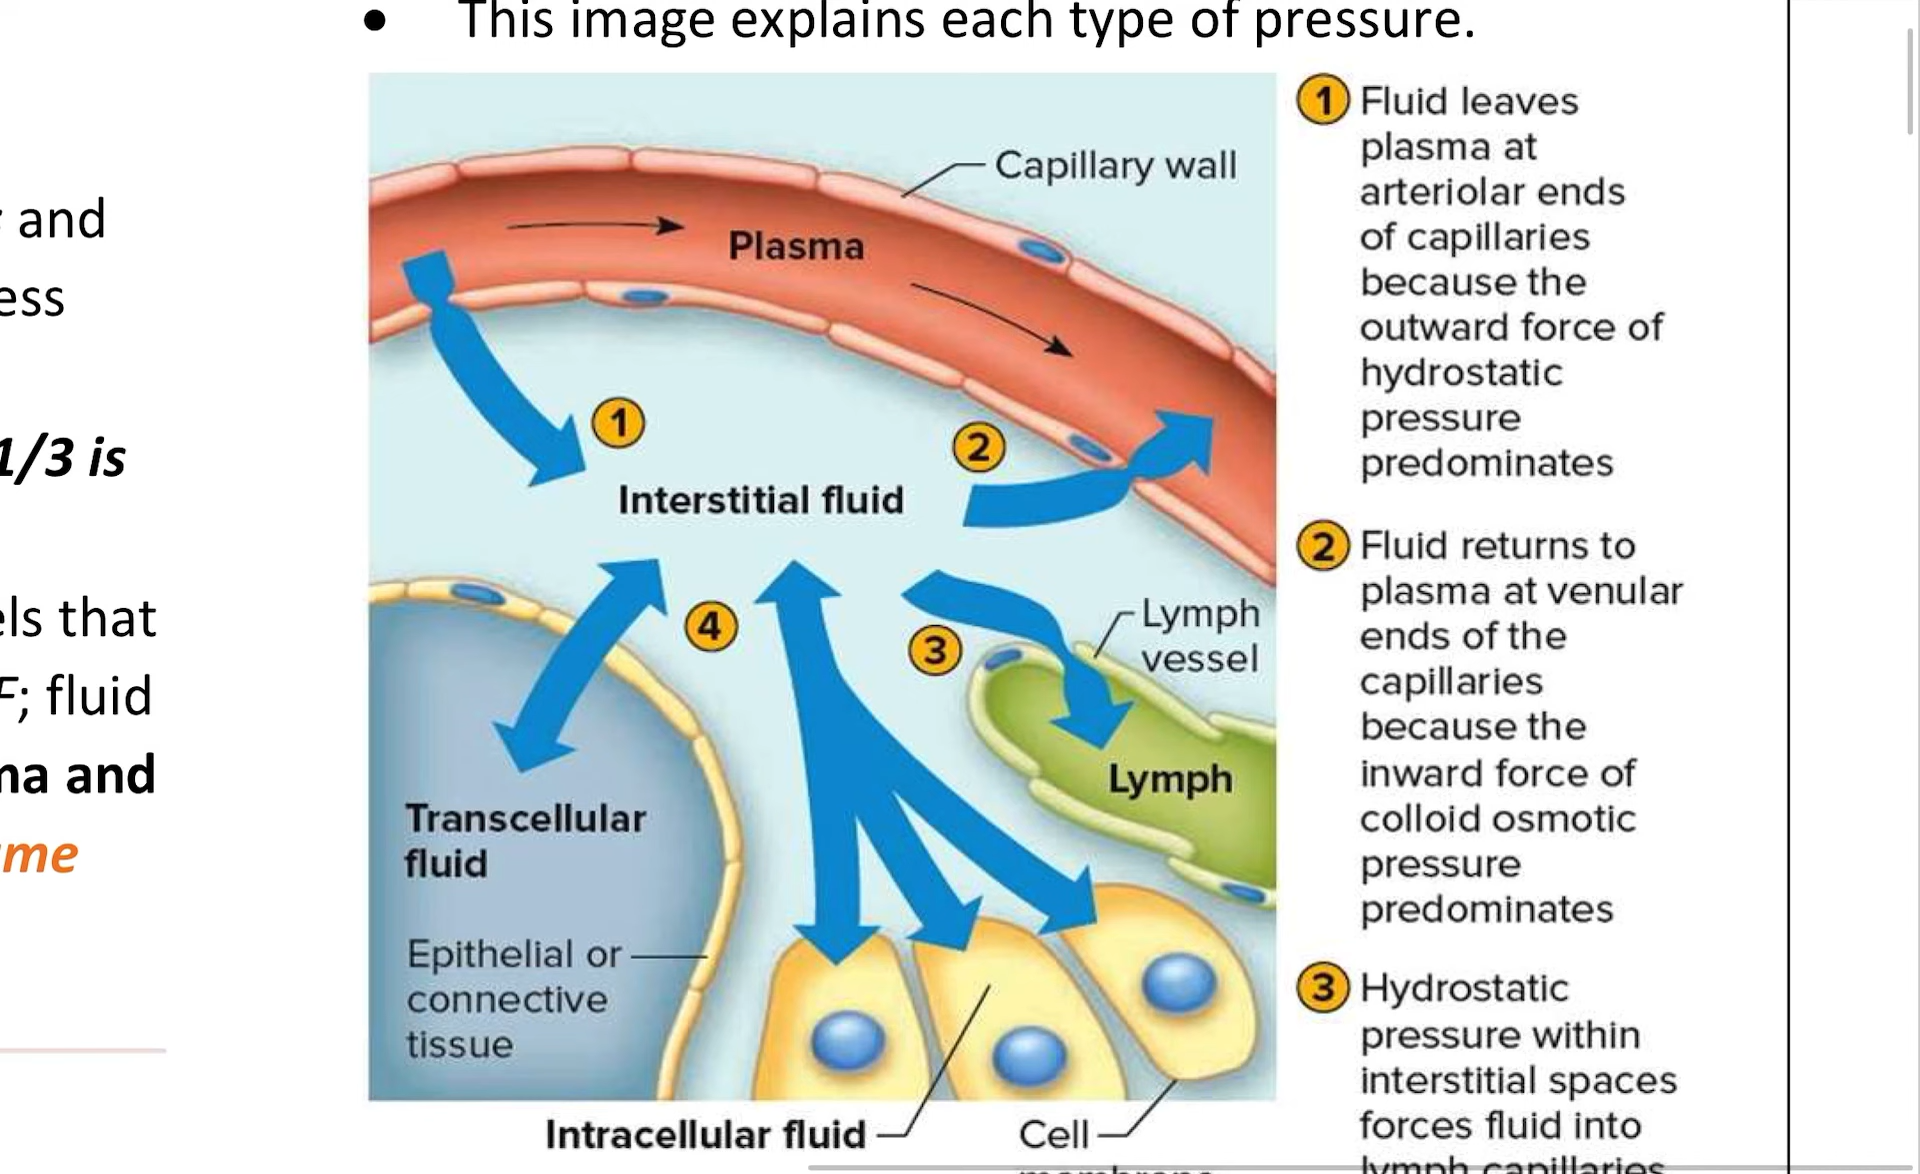 • This image explains each type of pressure.
and
ess
1/3 is
els that
F; fluid
ma and
me
Capillary wall
Plasma
1
2
Interstitial fluid
4
3
Lymph
vessel
Lymph
Transcellular
fluid
Epithelial or
connective
tissue
Intracellular fluid
Cell
membrane
1 Fluid leaves
plasma at
arteriolar ends
of capillaries
because the
outward force of
hydrostatic
pressure
predominates
2 Fluid returns to
plasma at venular
ends of the
capillaries
because the
inward force of
colloid osmotic
pressure
predominates
3 Hydrostatic
pressure within
interstitial spaces
forces fluid into
lymph capillaries